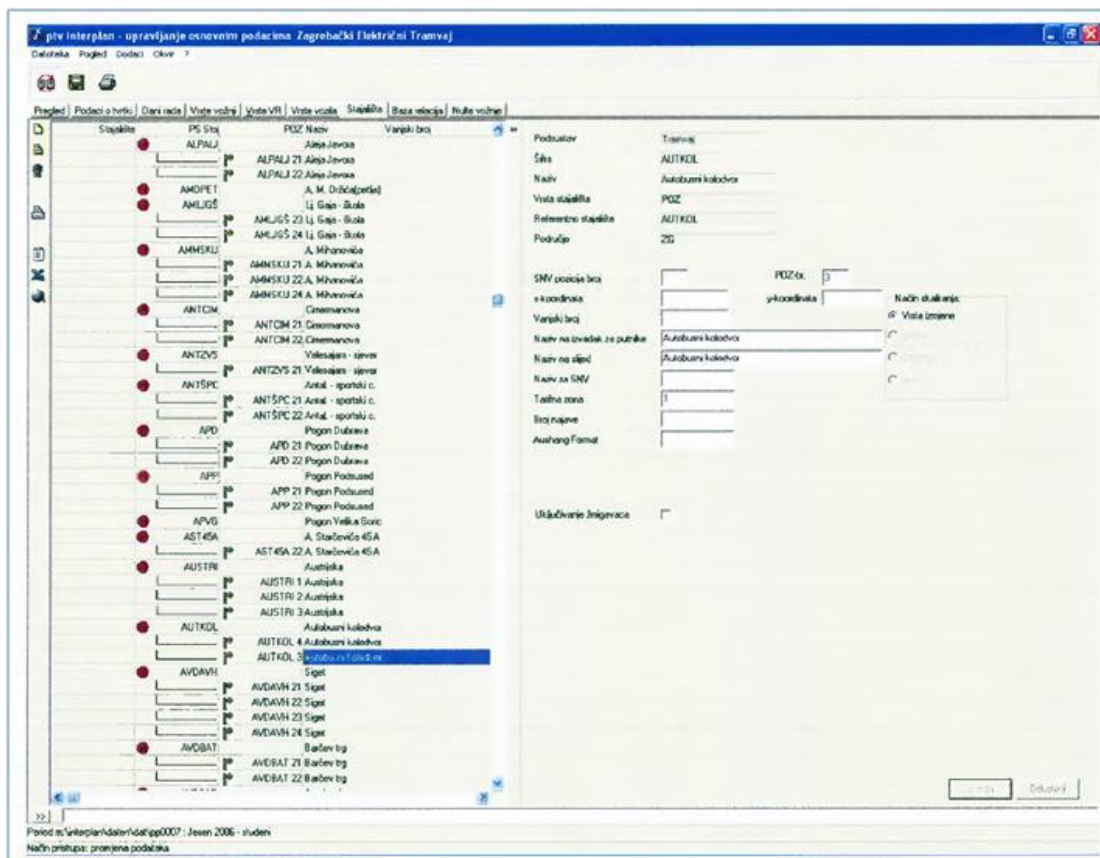 ptv interplan - upravljanje osnovnim podacima Zagrebački Električni Tramvaj
Datoteka Pogled Dodaci Okvir ?
Pregled Podaci o tvrtki Dani rada Vrste vožnji Vrste VR Vrste vozila Stajališta Baza relacija Nulte vožnje
Stajalište PS Stoj POZ Naziv Vanjski broj
ALPALJ Aleja Javora
ALPALJ 21 Aleja Javora
ALPALJ 22 Aleja Javora
AMDPET A. M. Držića(petlja)
AMLJGŠ Lj. Gaja - škola
AMLJGŠ 23 Lj. Gaja - škola
AMLJGŠ 24 Lj. Gaja - škola
AMMSKU A. Mihanovića
AMMSKU 21 A. Mihanovića
AMMSKU 22 A. Mihanovića
AMMSKU 24 A. Mihanovića
ANTCIM Cimermanova
ANTCIM 21 Cimermanova
ANTCIM 22 Cimermanova
ANTZVS Velesajam - sjever
ANTZVS 21 Velesajam - sjever
ANTŠPC Antal. - sportski c.
ANTŠPC 21 Antal. - sportski c.
ANTŠPC 22 Antal. - sportski c.
APD Pogon Dubrava
APD 21 Pogon Dubrava
APD 22 Pogon Dubrava
APP Pogon Podsused
APP 21 Pogon Podsused
APP 22 Pogon Podsused
APVG Pogon Velika Goric
AST45A A. Starčevića 45A
AST45A 22 A. Starčevića 45A
AUSTRI Austrijska
AUSTRI 1 Austrijska
AUSTRI 2 Austrijska
AUSTRI 3 Austrijska
AUTKOL Autobusni kolodvor
AUTKOL 4 Autobusni kolodvor
AUTKOL 3 Autobusni kolodvor
AVDAVH Siget
AVDAVH 21 Siget
AVDAVH 22 Siget
AVDAVH 23 Siget
AVDAVH 24 Siget
AVDBAT Barčev trg
AVDBAT 21 Barčev trg
AVDBAT 22 Barčev trg
Podsustav Tramvaj
Šifra AUTKOL
Naziv Autobusni kolodvor
Vrsta stajališta POZ
Referentno stajalište AUTKOL
Područje ZG
SNV pozicija broj POZ-br. 3
x-koordinata y-koordinata Način otkazivanja:
Vanjski broj Vrsta izmjene
Naziv na izvadak za putnike Autobusni kolodvor
Naziv na slijed Autobusni kolodvor
Naziv za SNV
Tarifna zona 1
Broj najave
Aushang-Format
Uključivanje žmigavaca
Odustani
>>
Period m:\interplan\daten\dat\pp0007 : Jesen 2006 - studeni
Način pristupa: promjena podataka